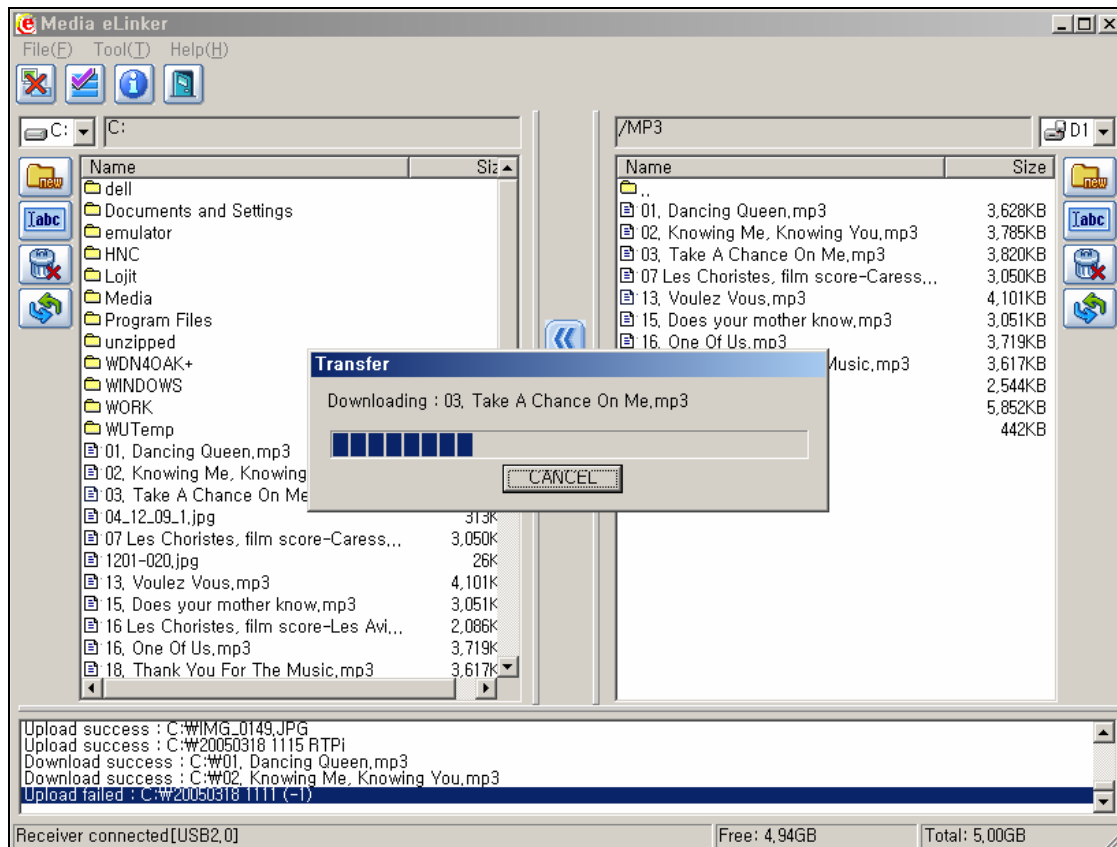 Media eLinker
File(F) Tool(T) Help(H)
C: C:
Name Siz
dell
Documents and Settings
emulator
HNC
Lojit
Media
Program Files
unzipped
WDN4OAK+
WINDOWS
WORK
WUTemp
01, Dancing Queen,mp3
02, Knowing Me, Knowing
03, Take A Chance On Me
04_12_09_1,jpg 313K
07 Les Choristes, film score-Caress,,, 3,050K
1201-020,jpg 26K
13, Voulez Vous,mp3 4,101K
15, Does your mother know,mp3 3,051K
16 Les Choristes, film score-Les Avi,,, 2,086K
16, One Of Us,mp3 3,719K
18, Thank You For The Music,mp3 3,617K
new
abc
/MP3 D1
Name Size
..
01, Dancing Queen,mp3 3,628KB
02, Knowing Me, Knowing You,mp3 3,785KB
03, Take A Chance On Me,mp3 3,820KB
07 Les Choristes, film score-Caress,,, 3,050KB
13, Voulez Vous,mp3 4,101KB
15, Does your mother know,mp3 3,051KB
16, One Of Us,mp3 3,719KB
Music,mp3 3,617KB
2,544KB
5,852KB
442KB
new
abc
Transfer
Downloading : 03, Take A Chance On Me,mp3
CANCEL
Upload success : C:₩IMG_0149,JPG
Upload success : C:₩20050318 1115 RTPi
Download success : C:₩01, Dancing Queen,mp3
Download success : C:₩02, Knowing Me, Knowing You,mp3
Upload failed : C:₩20050318 1111 (-1)
Receiver connected[USB2,0] Free: 4,94GB Total: 5,00GB